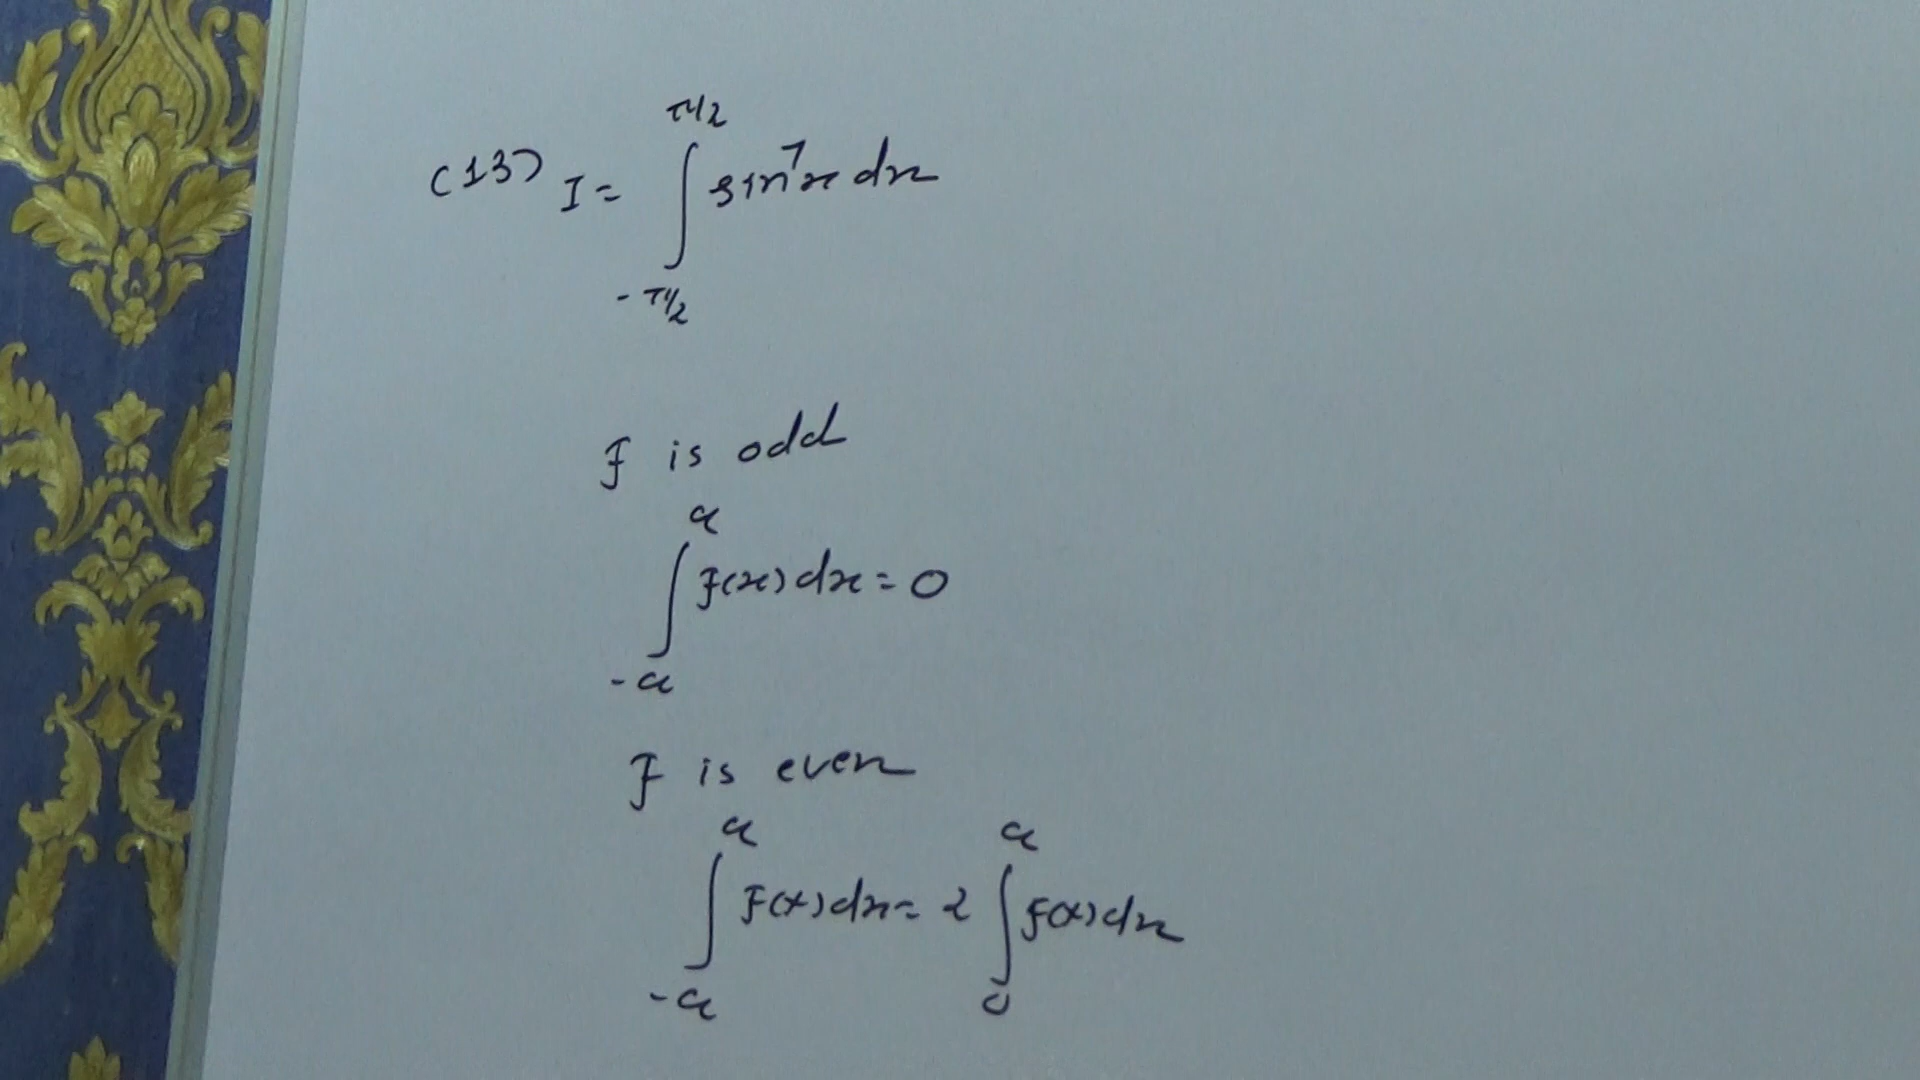 (13) I = ∫_{-π/2}^{π/2} sin⁷x dx
f is odd
∫_{-a}^{a} f(x) dx = 0
f is even
∫_{-a}^{a} f(x) dx = 2 ∫_{0}^{a} f(x) dx